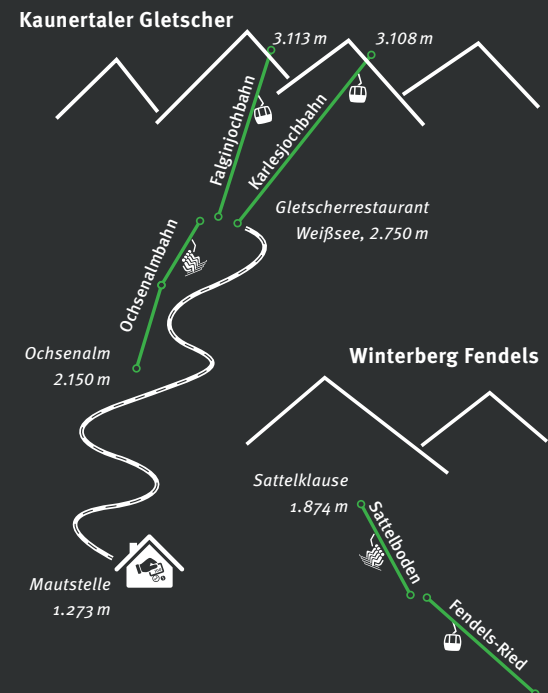 Kaunertaler Gletscher
3.113 m
3.108 m
Falginjochbahn
Karlesjochbahn
Gletscherrestaurant
Weißsee, 2.750 m
Ochsenalmbahn
Ochsenalm
2.150 m
Winterberg Fendels
Sattelklause
1.874 m
Sattelboden
Mautstelle
1.273 m
Fendels-Ried